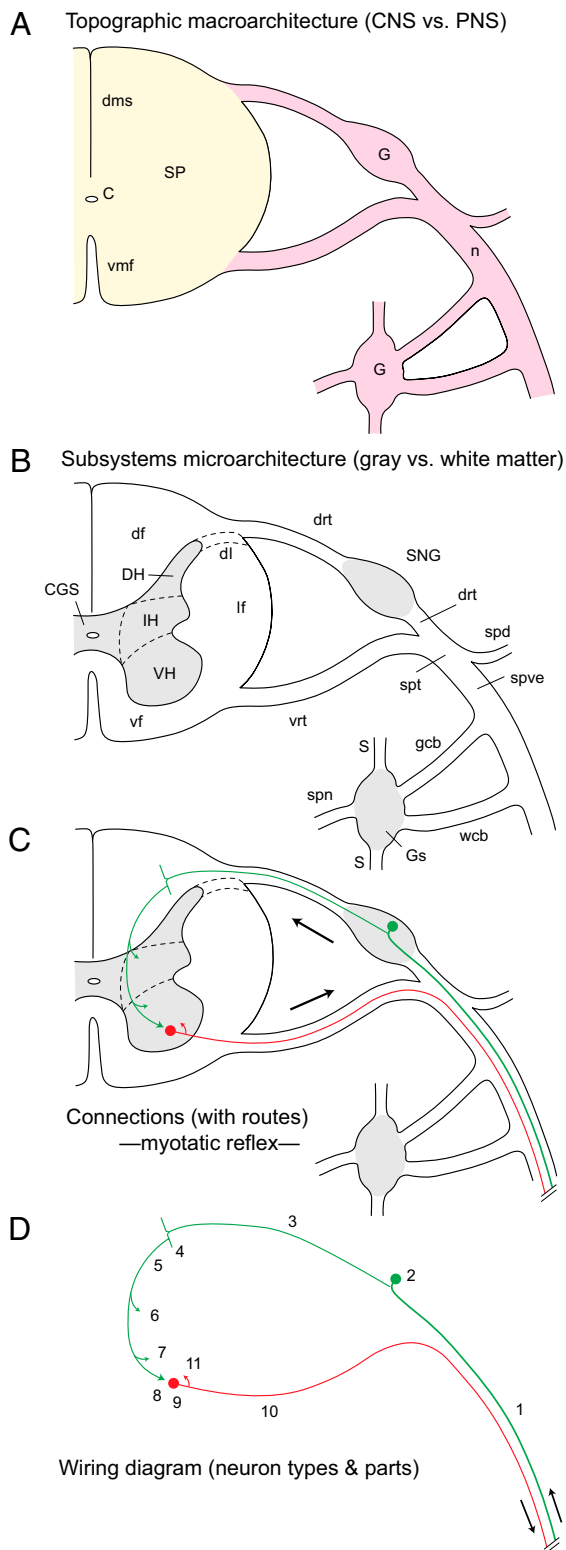 A Topographic macroarchitecture (CNS vs. PNS)
dms
G
SP
C
n
vmf
G
B Subsystems microarchitecture (gray vs. white matter)
df
drt
dl
SNG
DH
CGS
drt
lf
IH
spd
VH
spt
spve
vf
vrt
S
gcb
spn
wcb
Gs
S
C
Connections (with routes)
—myotatic reflex—
D
3
4
2
5
6
7
11
8
9
10
1
Wiring diagram (neuron types & parts)